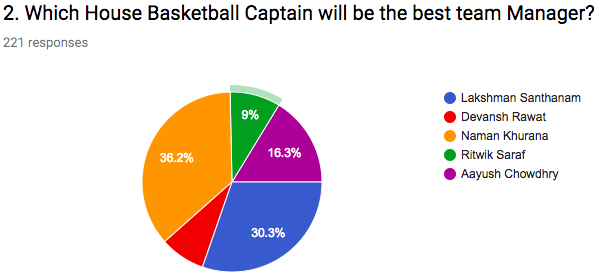 2. Which House Basketball Captain will be the best team Manager?
221 responses
Lakshman Santhanam
Devansh Rawat
Naman Khurana
Ritwik Saraf
Aayush Chowdhry
9%
16.3%
36.2%
30.3%